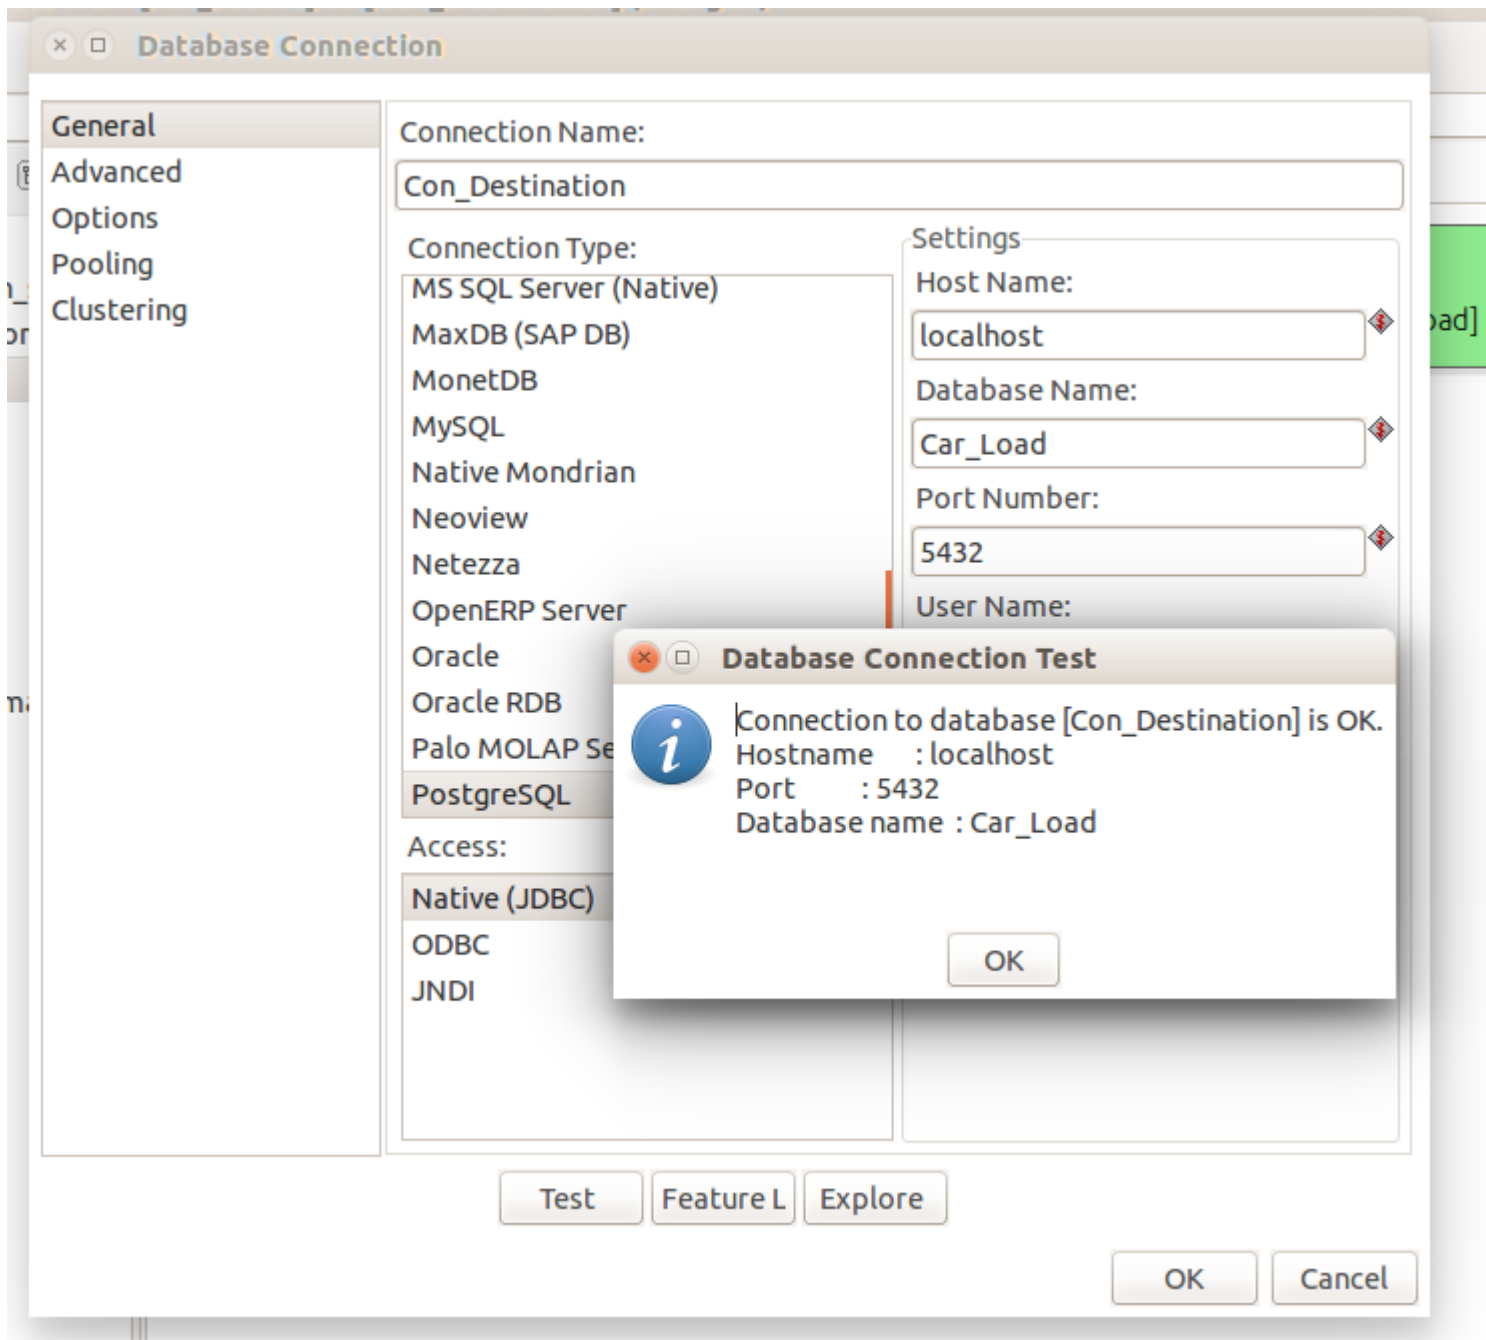 Database Connection
General
Advanced
Options
Pooling
Clustering
Connection Name:
Con_Destination
Connection Type:
MS SQL Server (Native)
MaxDB (SAP DB)
MonetDB
MySQL
Native Mondrian
Neoview
Netezza
OpenERP Server
Oracle
Oracle RDB
Palo MOLAP Se
PostgreSQL
Access:
Native (JDBC)
ODBC
JNDI
Settings
Host Name:
localhost
Database Name:
Car_Load
Port Number:
5432
User Name:
Database Connection Test
Connection to database [Con_Destination] is OK.
Hostname : localhost
Port : 5432
Database name : Car_Load
OK
Test
Feature L
Explore
OK
Cancel
oad]